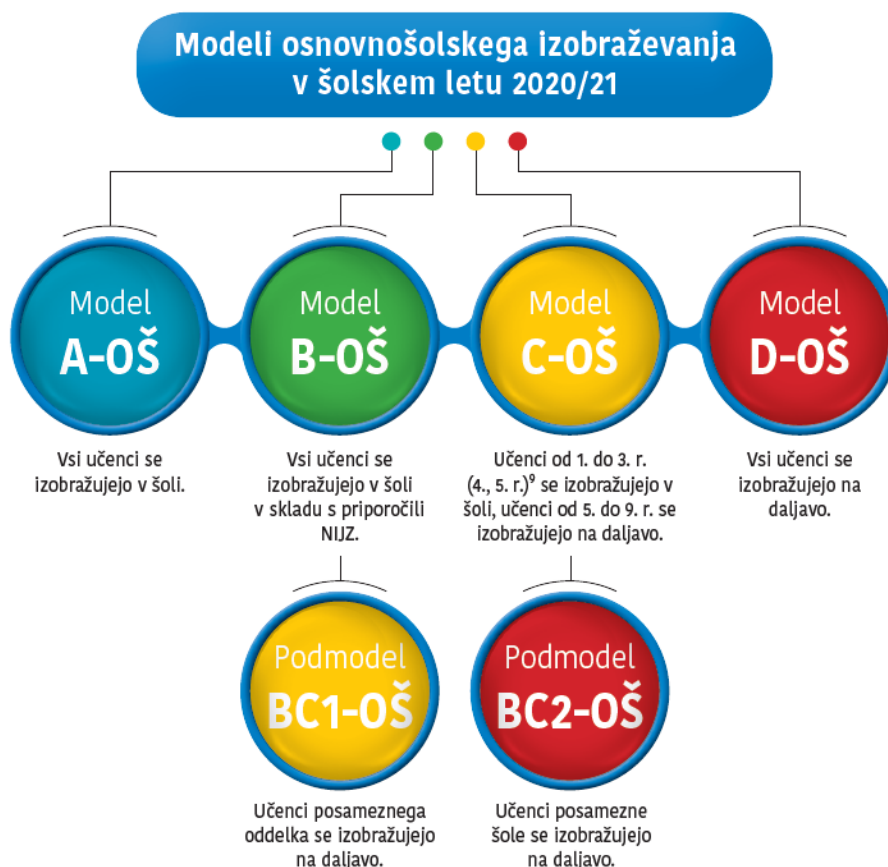 Modeli osnovnošolskega izobraževanja
v šolskem letu 2020/21
Model
A-OŠ
Vsi učenci se
izobražujejo v šoli.
Model
B-OŠ
Vsi učenci se
izobražujejo v šoli
v skladu s priporočili
NIJZ.
Model
C-OŠ
Učenci od 1. do 3. r.
(4., 5. r.)⁹ se izobražujejo v
šoli, učenci od 5. do 9. r. se
izobražujejo na daljavo.
Model
D-OŠ
Vsi učenci se
izobražujejo na
daljavo.
Podmodel
BC1-OŠ
Učenci posameznega
oddelka se izobražujejo
na daljavo.
Podmodel
BC2-OŠ
Učenci posamezne
šole se izobražujejo
na daljavo.